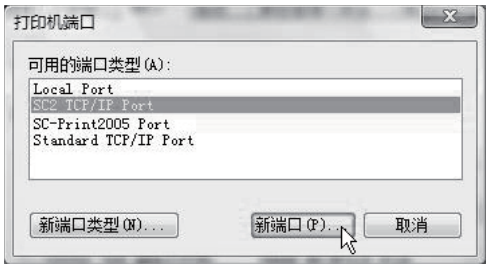 打印机端口
可用的端口类型(A):
Local Port
SC2 TCP/IP Port
SC-Print2005 Port
Standard TCP/IP Port
新端口类型(N)... 新端口(P)... 取消